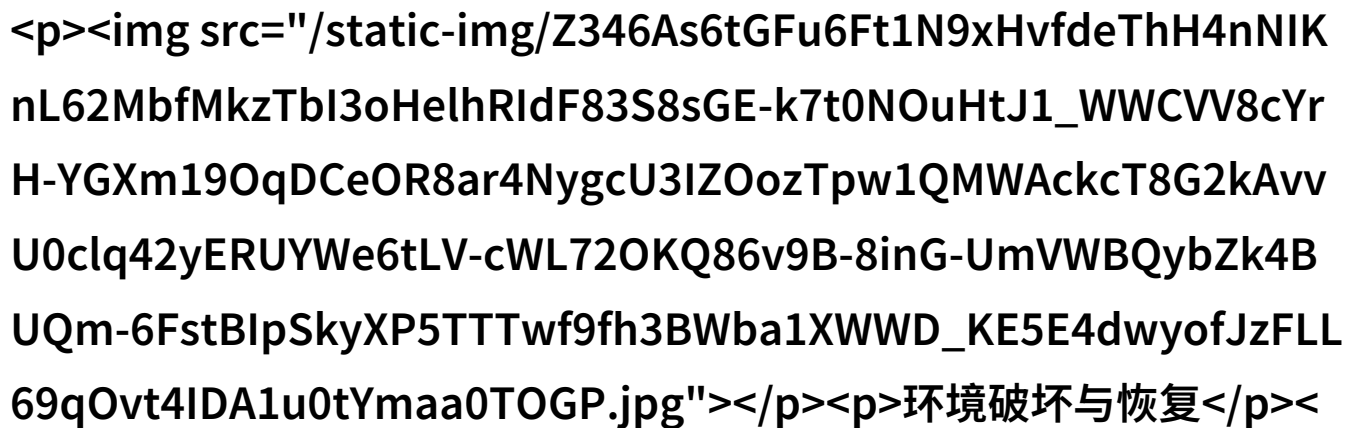 <p><img src="/static-img/Z346As6tGFu6Ft1N9xHvfdeThH4nNIK
nL62MbfMkzTbI3oHelhRIdF83S8sGE-k7t0NOuHtJ1_WWCVV8cYr
H-YGXm19OqDCeOR8ar4NygcU3IZOozTpw1QMWAckcT8G2kAvv
U0clq42yERUYWe6tLV-cWL72OKQ86v9B-8inG-UmVWBQybZk4B
UQm-6FstBIpSkyXP5TTTwf9fh3BWba1XWWD_KE5E4dwyofJzFLL
69qOvt4IDA1u0tYmaa0TOGP.jpg"></p><p>环境破坏与恢复</p><